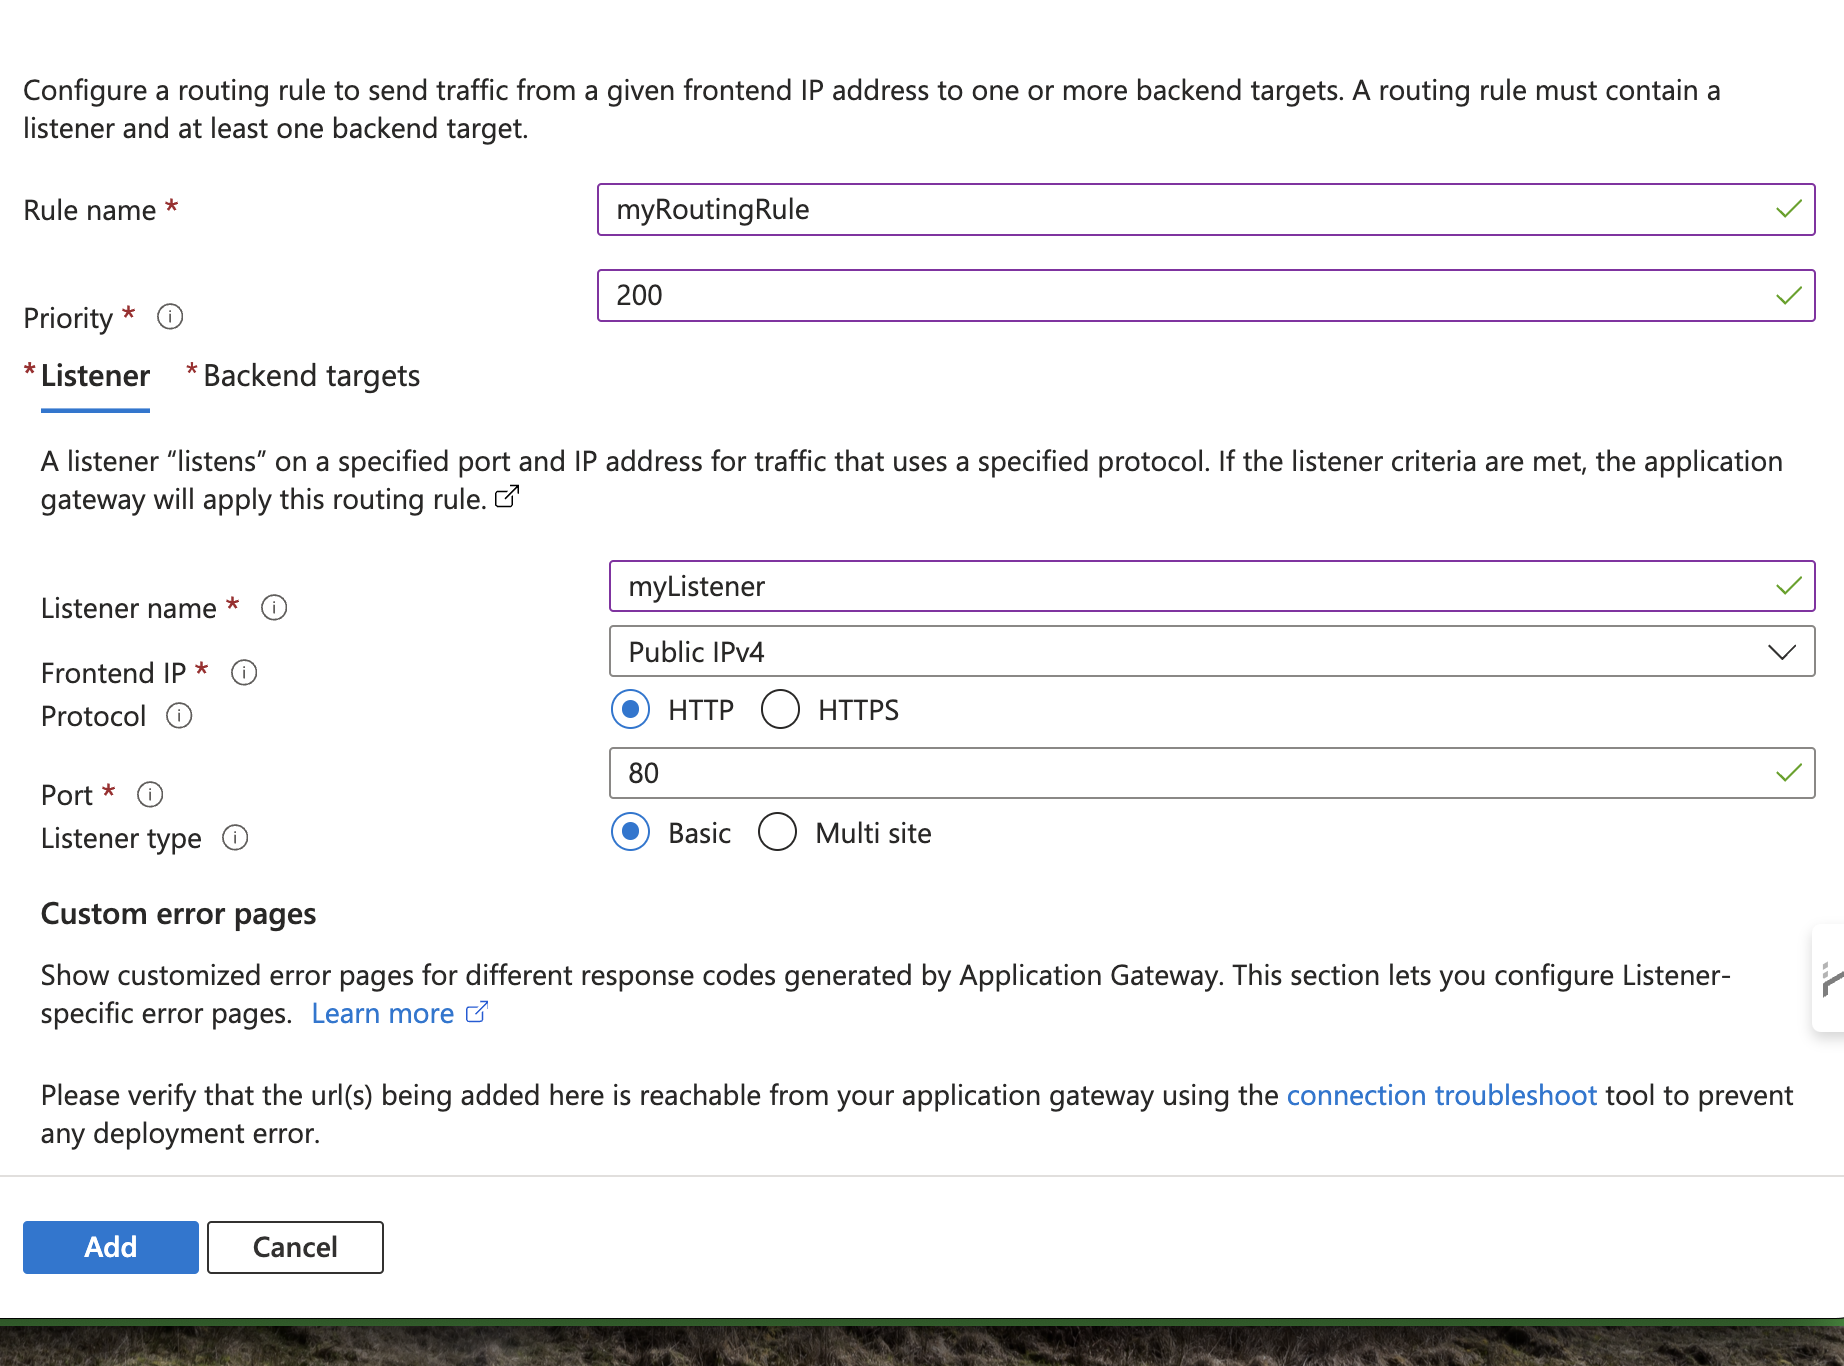 Configure a routing rule to send traffic from a given frontend IP address to one or more backend targets. A routing rule must contain a
listener and at least one backend target.
Rule name *
myRoutingRule
Priority *
200
* Listener * Backend targets
A listener “listens” on a specified port and IP address for traffic that uses a specified protocol. If the listener criteria are met, the application
gateway will apply this routing rule.
Listener name *
myListener
Frontend IP *
Public IPv4
Protocol
HTTP HTTPS
Port *
80
Listener type
Basic Multi site
Custom error pages
Show customized error pages for different response codes generated by Application Gateway. This section lets you configure Listener-
specific error pages. Learn more
Please verify that the url(s) being added here is reachable from your application gateway using the connection troubleshoot tool to prevent
any deployment error.
Add Cancel